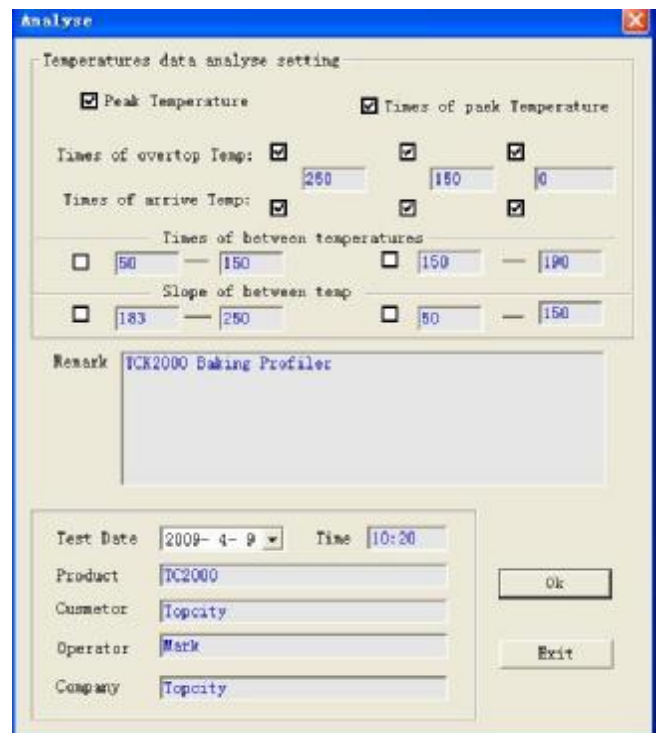 Analyse
Temperatures data analyse setting
Peak Temperature
Times of paak Temperature
Times of overtop Temp:
250 150 0
Times of arrive Temp:
Times of between temperatures
50 — 150 150 — 190
Slope of between temp
183 — 250 50 — 150
Remark TCK2000 Baking Profiler
Test Date 2009- 4- 9 Time 10:20
Product TC2000
Ok
Cusmetor Topcity
Operator Mark
Exit
Company Topcity